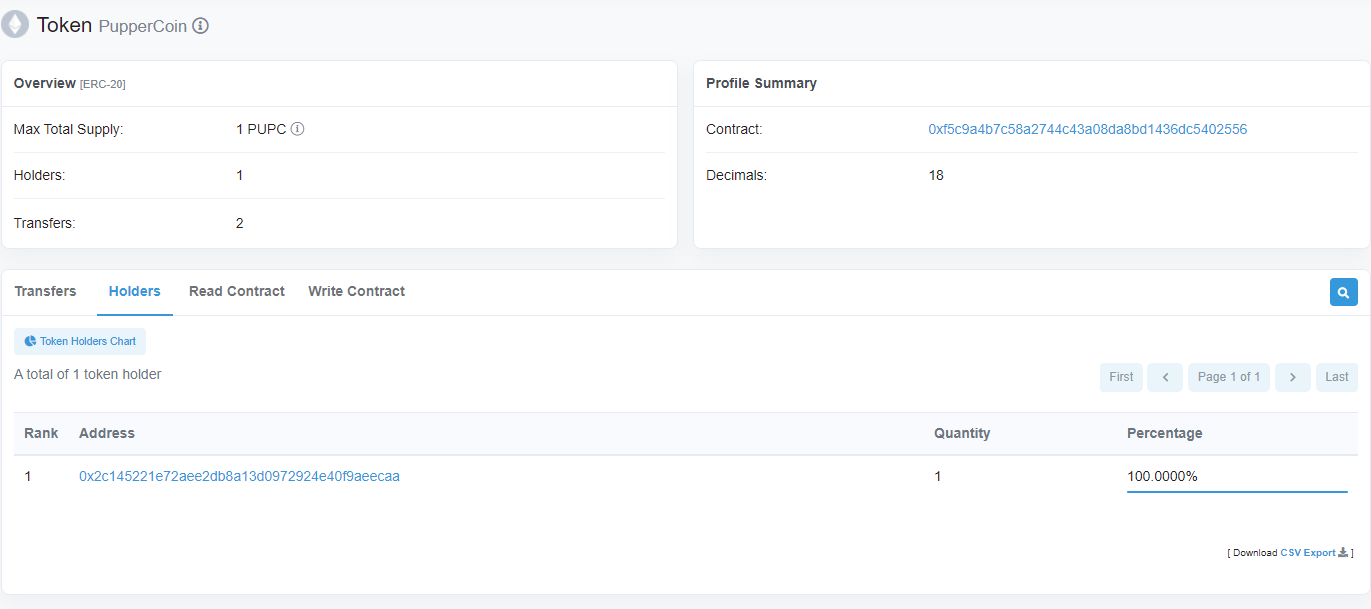 Token PupperCoin
Overview [ERC-20]
Max Total Supply: 1 PUPC
Holders: 1
Transfers: 2
Profile Summary
Contract: 0xf5c9a4b7c58a2744c43a08da8bd1436dc5402556
Decimals: 18
Transfers Holders Read Contract Write Contract
Token Holders Chart
A total of 1 token holder
First < Page 1 of 1 > Last
Rank Address Quantity Percentage
1 0x2c145221e72aee2db8a13d0972924e40f9aeecaa 1 100.0000%
[ Download CSV Export ]